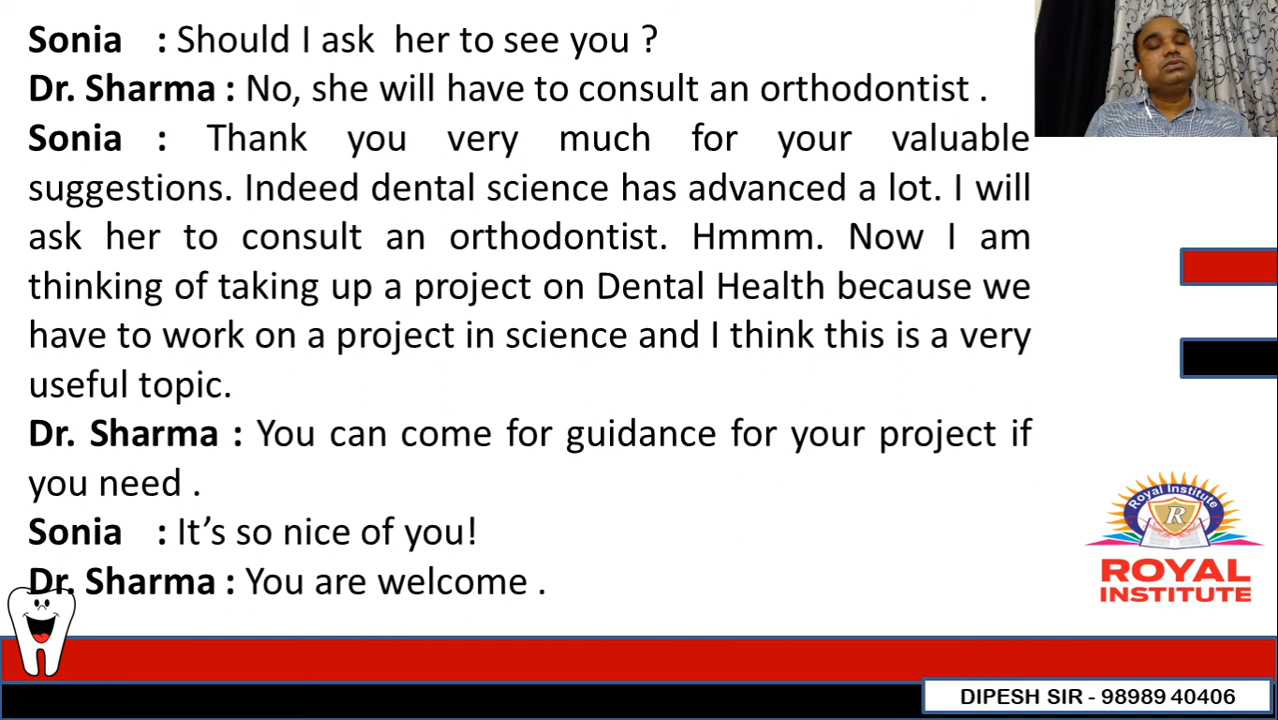 Sonia : Should I ask her to see you ?
Dr. Sharma : No, she will have to consult an orthodontist .
Sonia : Thank you very much for your valuable
suggestions. Indeed dental science has advanced a lot. I will
ask her to consult an orthodontist. Hmmm. Now I am
thinking of taking up a project on Dental Health because we
have to work on a project in science and I think this is a very
useful topic.
Dr. Sharma : You can come for guidance for your project if
you need .
Sonia : It’s so nice of you!
Dr. Sharma : You are welcome .
Royal Institute
R
ROYAL
INSTITUTE
DIPESH SIR - 98989 40406